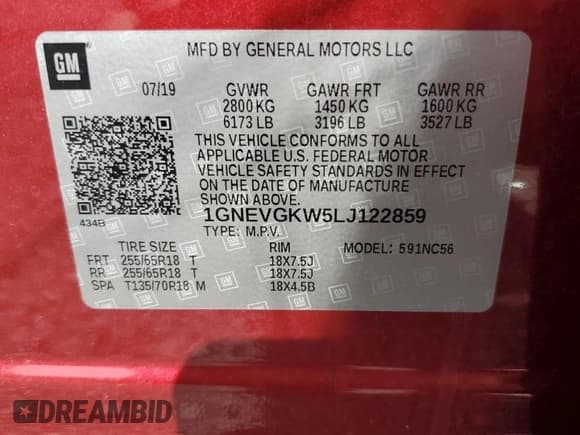 GM
MFD BY GENERAL MOTORS LLC
07/19 GVWR GAWR FRT GAWR RR
2800 KG 1450 KG 1600 KG
6173 LB 3196 LB 3527 LB
THIS VEHICLE CONFORMS TO ALL
APPLICABLE U.S. FEDERAL MOTOR
VEHICLE SAFETY STANDARDS IN EFFECT
ON THE DATE OF MANUFACTURE
SHOWN ABOVE.
434B 1GNEVGKW5LJ122859
TYPE: M.P.V.
TIRE SIZE RIM MODEL: 591NC56
FRT 255/65R18 T 18X7.5J
RR 255/65R18 T 18X7.5J
SPA T135/70R18 M 18X4.5B
DREAMBID